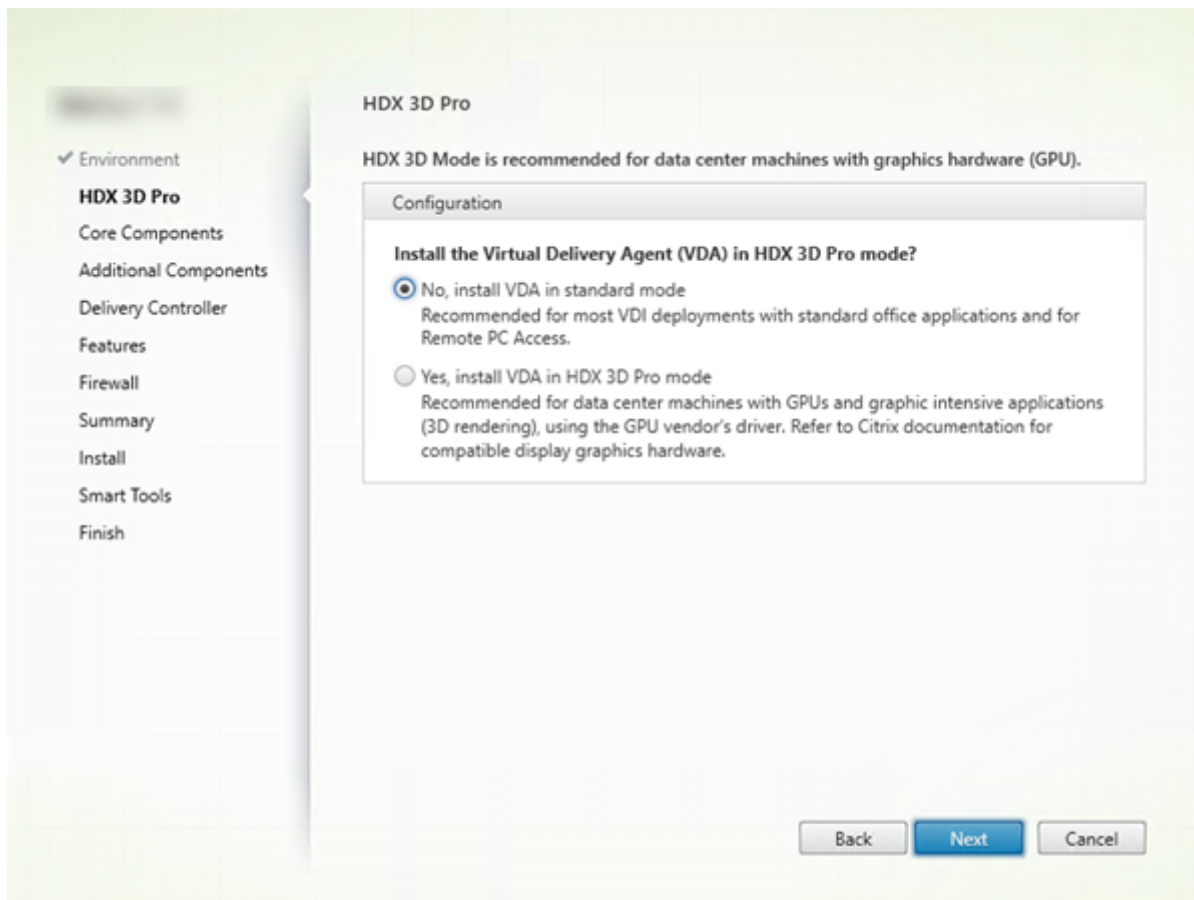 Environment
HDX 3D Pro
Core Components
Additional Components
Delivery Controller
Features
Firewall
Summary
Install
Smart Tools
Finish
HDX 3D Pro
HDX 3D Mode is recommended for data center machines with graphics hardware (GPU).
Configuration
Install the Virtual Delivery Agent (VDA) in HDX 3D Pro mode?
No, install VDA in standard mode
Recommended for most VDI deployments with standard office applications and for
Remote PC Access.
Yes, install VDA in HDX 3D Pro mode
Recommended for data center machines with GPUs and graphic intensive applications
(3D rendering), using the GPU vendor's driver. Refer to Citrix documentation for
compatible display graphics hardware.
Back
Next
Cancel